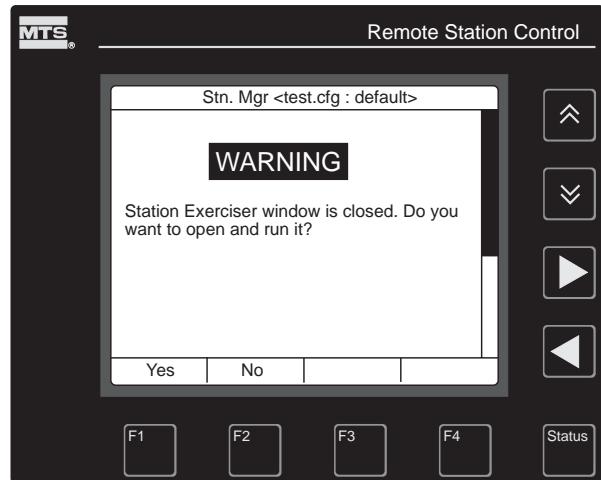 MTS®
Remote Station Control
Stn. Mgr <test.cfg : default>
WARNING
Station Exerciser window is closed. Do you
want to open and run it?
Yes No
F1 F2 F3 F4 Status